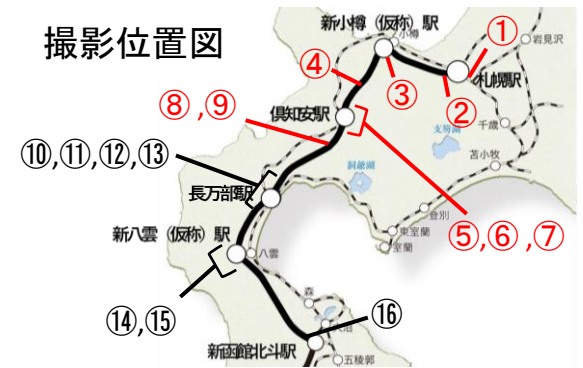 撮影位置図
新小樽（仮称）駅
小樽
①
岩見沢
④
③
②
札幌駅
⑧,⑨
倶知安駅
支笏湖
千歳
⑩,⑪,⑫,⑬
洞爺湖
苫小牧
長万部駅
登別
東室蘭
室蘭
⑤,⑥,⑦
新八雲（仮称）駅
八雲
⑭,⑮
森
⑯
大沼
新函館北斗駅
五稜郭